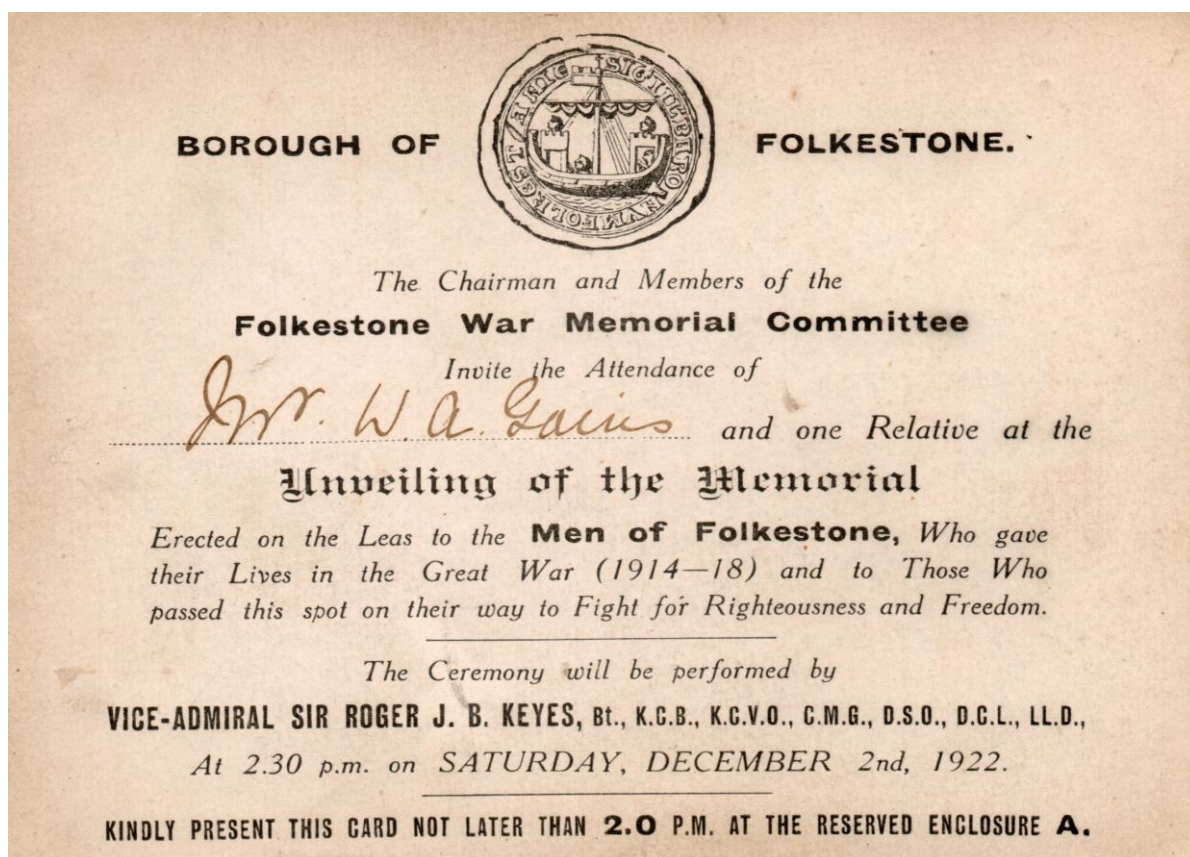 BOROUGH OF FOLKESTONE.
The Chairman and Members of the
Folkestone War Memorial Committee
Invite the Attendance of
Mr. W. A. Gains and one Relative at the
Unveiling of the Memorial
Erected on the Leas to the Men of Folkestone, Who gave
their Lives in the Great War (1914—18) and to Those Who
passed this spot on their way to Fight for Righteousness and Freedom.
The Ceremony will be performed by
VICE-ADMIRAL SIR ROGER J. B. KEYES, Bt., K.C.B., K.C.V.O., C.M.G., D.S.O., D.C.L., LL.D.,
At 2.30 p.m. on SATURDAY, DECEMBER 2nd, 1922.
KINDLY PRESENT THIS CARD NOT LATER THAN 2.0 P.M. AT THE RESERVED ENCLOSURE A.